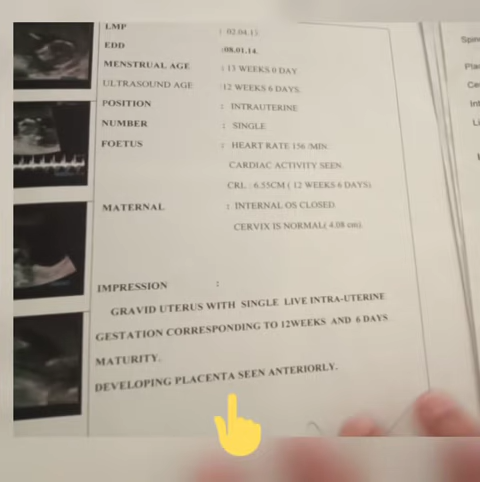 LMP : 02.04.13
EDD :08.01.14.
MENSTRUAL AGE : 13 WEEKS 0 DAY
ULTRASOUND AGE :12 WEEKS 6 DAYS.
POSITION : INTRAUTERINE
NUMBER : SINGLE
FOETUS : HEART RATE 156 /MIN.
CARDIAC ACTIVITY SEEN.
CRL : 6.55CM ( 12 WEEKS 6 DAYS)
MATERNAL : INTERNAL OS CLOSED.
CERVIX IS NORMAL( 4.08 cm)
IMPRESSION :
GRAVID UTERUS WITH SINGLE LIVE INTRA-UTERINE
GESTATION CORRESPONDING TO 12WEEKS AND 6 DAYS
MATURITY.
DEVELOPING PLACENTA SEEN ANTERIORLY.